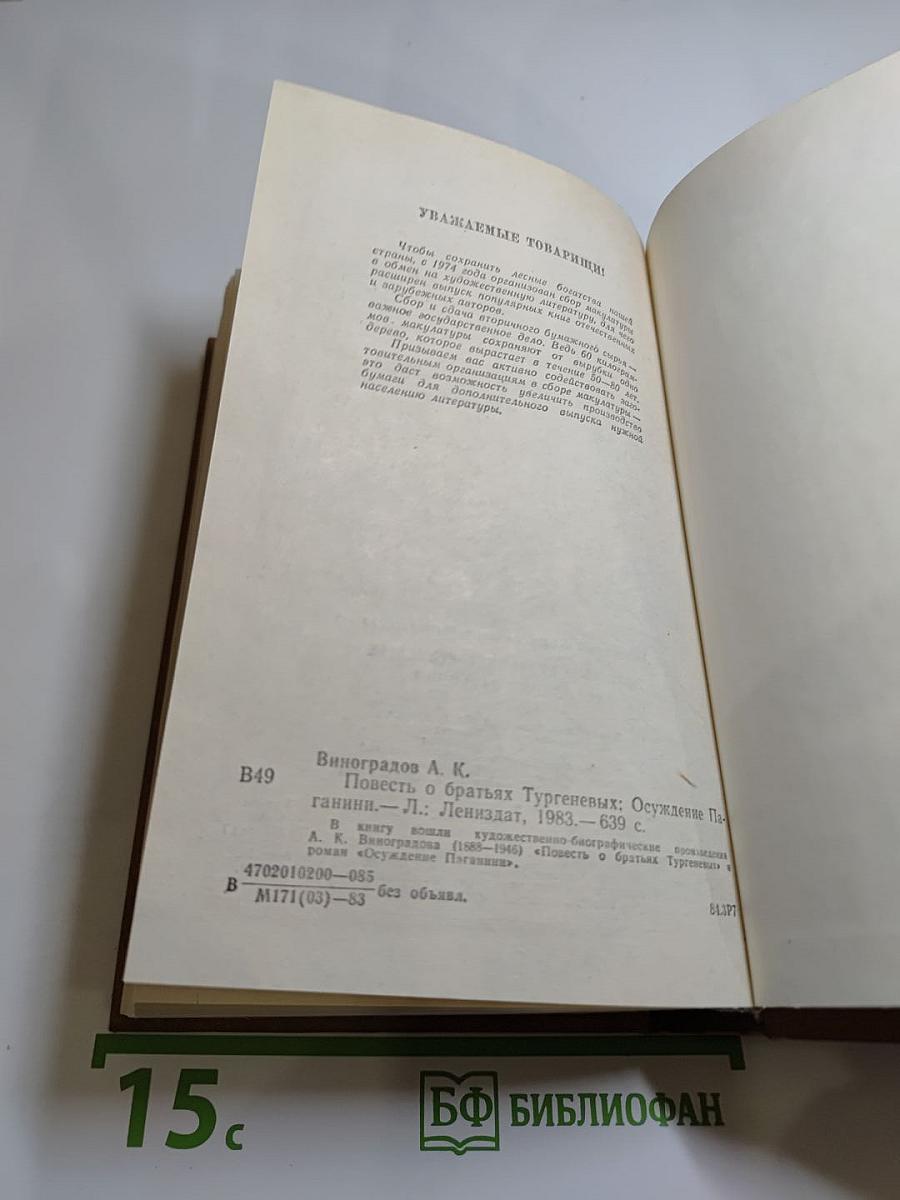 УВАЖАЕМЫЕ ТОВАРИЩИ!
Чтобы сохранить лесные богатства нашей
страны, с 1974 года организован сбор макулатуры
в обмен на художественную литературу, для чего
расширен выпуск популярных книг отечественных
и зарубежных авторов.
Сбор и сдача вторичного бумажного сырья —
важное государственное дело. Ведь 60 килограм-
мов макулатуры сохраняют от вырубки одно
дерево, которое вырастает в течение 50—80 лет.
Призываем вас активно содействовать заго-
товительным организациям в сборе макулатуры —
это даст возможность увеличить производство
бумаги для дополнительного выпуска нужной
населению литературы.
Виноградов А. К.
В49
Повесть о братьях Тургеневых; Осуждение Па-
ганини.— Л.: Лениздат, 1983.— 639 с.
В книгу вошли художественно-биографические произведения
А. К. Виноградова (1888—1946) «Повесть о братьях Тургеневых» и
роман «Осуждение Паганини».
В 4702010200—085
М171(03)—83 без объявл.
84.3Р7
15 с
БФ БИБЛИОФАН